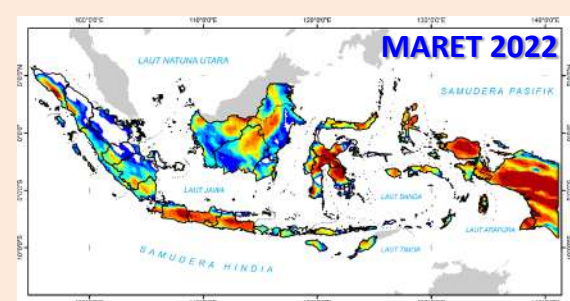 MARET 2022
LAUT NATUNA UTARA
SAMUDERA PASIFIK
LAUT JAWA
LAUT BANDA
LAUT ARAFURA
LAUT TIMOR
SAMUDERA HINDIA